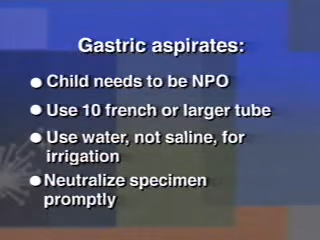 Gastric aspirates:
● Child needs to be NPO
● Use 10 french or larger tube
● Use water, not saline, for
irrigation
● Neutralize specimen
promptly